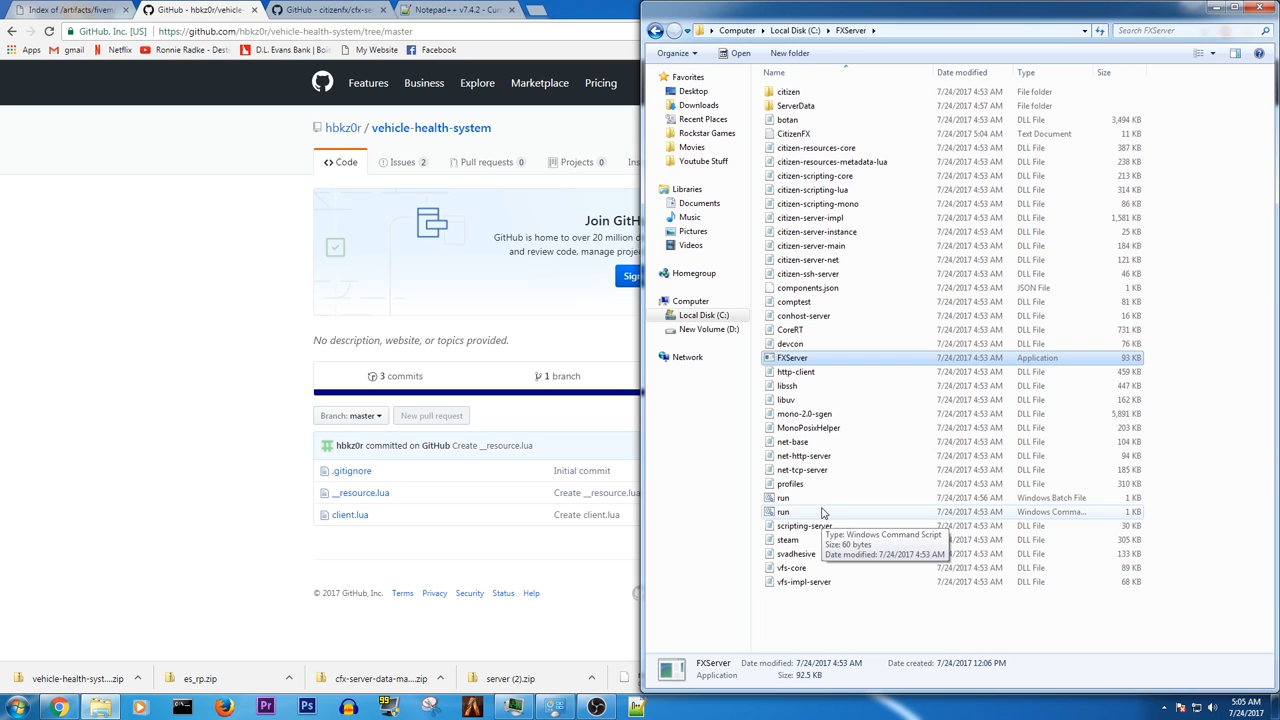 Index of /artifacts/fivem
GitHub - hbkz0r/vehicle-
GitHub - citizenfx/cfx-ser
Notepad++ v7.4.2 - Curr
GitHub, Inc. [US]
https://github.com/hbkz0r/vehicle-health-system/tree/master
Apps
N Netflix
Ronnie Radke - Dest
D.L. Evans Bank | Boi
My Website
Facebook
Features
Business
Explore
Marketplace
Pricing
hbkz0r / vehicle-health-system
<> Code
Issues 2
Pull requests 0
Projects 0
Ins
Join GitH
GitHub is home to over 20 million d
and review code, manage proje
Sign
No description, website, or topics provided.
3 commits
1 branch
Branch: master
New pull request
hbkz0r committed on GitHub Create __resource.lua
.gitignore
Initial commit
__resource.lua
Create __resource.lua
client.lua
Create client.lua
© 2017 GitHub, Inc.
Terms
Privacy
Security
Status
Help
vehicle-health-syst....zip
es_rp.zip
cfx-server-data-ma....zip
server (2).zip
Computer
Local Disk (C:)
FXServer
Search FXServer
Organize
Open
New folder
Favorites
Desktop
Downloads
Recent Places
Rockstar Games
Movies
Youtube Stuff
Libraries
Documents
Music
Pictures
Videos
Homegroup
Computer
Local Disk (C:)
New Volume (D:)
Network
Name Date modified Type Size
citizen 7/24/2017 4:53 AM File folder
ServerData 7/24/2017 4:57 AM File folder
botan 7/24/2017 4:53 AM DLL File 3,494 KB
CitizenFX 7/24/2017 5:04 AM Text Document 11 KB
citizen-resources-core 7/24/2017 4:53 AM DLL File 387 KB
citizen-resources-metadata-lua 7/24/2017 4:53 AM DLL File 238 KB
citizen-scripting-core 7/24/2017 4:53 AM DLL File 213 KB
citizen-scripting-lua 7/24/2017 4:53 AM DLL File 314 KB
citizen-scripting-mono 7/24/2017 4:53 AM DLL File 86 KB
citizen-server-impl 7/24/2017 4:53 AM DLL File 1,581 KB
citizen-server-instance 7/24/2017 4:53 AM DLL File 25 KB
citizen-server-main 7/24/2017 4:53 AM DLL File 184 KB
citizen-server-net 7/24/2017 4:53 AM DLL File 121 KB
citizen-ssh-server 7/24/2017 4:53 AM DLL File 46 KB
components.json 7/24/2017 4:53 AM JSON File 1 KB
comptest 7/24/2017 4:53 AM DLL File 81 KB
conhost-server 7/24/2017 4:53 AM DLL File 16 KB
CoreRT 7/24/2017 4:53 AM DLL File 731 KB
devcon 7/24/2017 4:53 AM DLL File 76 KB
FXServer 7/24/2017 4:53 AM Application 93 KB
http-client 7/24/2017 4:53 AM DLL File 459 KB
libssh 7/24/2017 4:53 AM DLL File 447 KB
libuv 7/24/2017 4:53 AM DLL File 162 KB
mono-2.0-sgen 7/24/2017 4:53 AM DLL File 5,891 KB
MonoPosixHelper 7/24/2017 4:53 AM DLL File 203 KB
net-base 7/24/2017 4:53 AM DLL File 104 KB
net-http-server 7/24/2017 4:53 AM DLL File 94 KB
net-tcp-server 7/24/2017 4:53 AM DLL File 185 KB
profiles 7/24/2017 4:53 AM DLL File 310 KB
run 7/24/2017 4:56 AM Windows Batch File 1 KB
run 7/24/2017 4:53 AM Windows Comma... 1 KB
scripting-server 7/24/2017 4:53 AM DLL File 30 KB
steam 7/24/2017 4:53 AM DLL File 305 KB
svadhesive 7/24/2017 4:53 AM DLL File 133 KB
vfs-core 7/24/2017 4:53 AM DLL File 89 KB
vfs-impl-server 7/24/2017 4:53 AM DLL File 68 KB
Type: Windows Command Script
Size: 60 bytes
Date modified: 7/24/2017 4:53 AM
FXServer Date modified: 7/24/2017 4:53 AM Date created: 7/24/2017 12:06 PM
Application Size: 92.5 KB
Pr
Ps
99
5:05 AM
7/24/2017